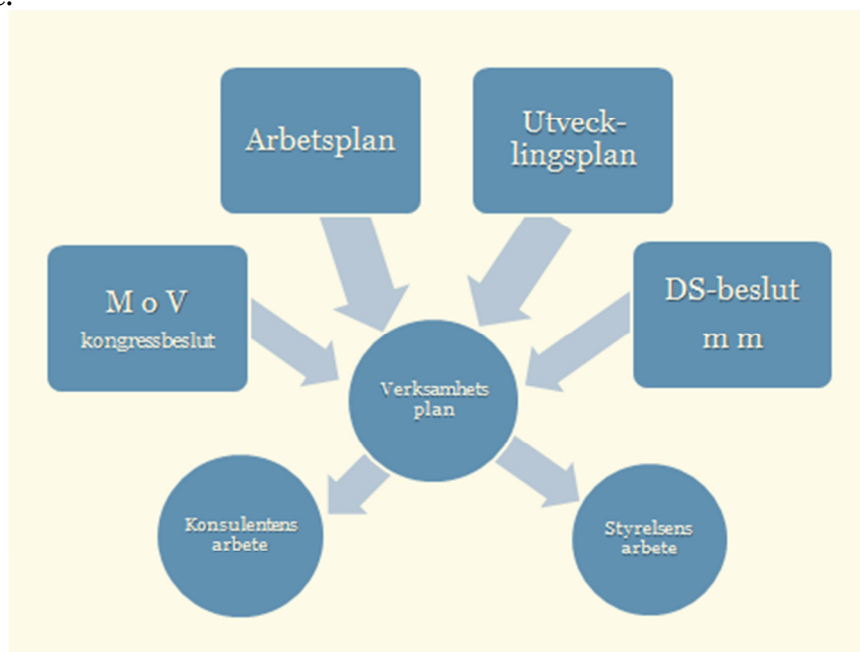 Arbetsplan
Utveck-
lingsplan
M o V
kongressbeslut
DS-beslut
m m
Verksamhets
plan
Konsulentens
arbete
Styrelsens
arbete